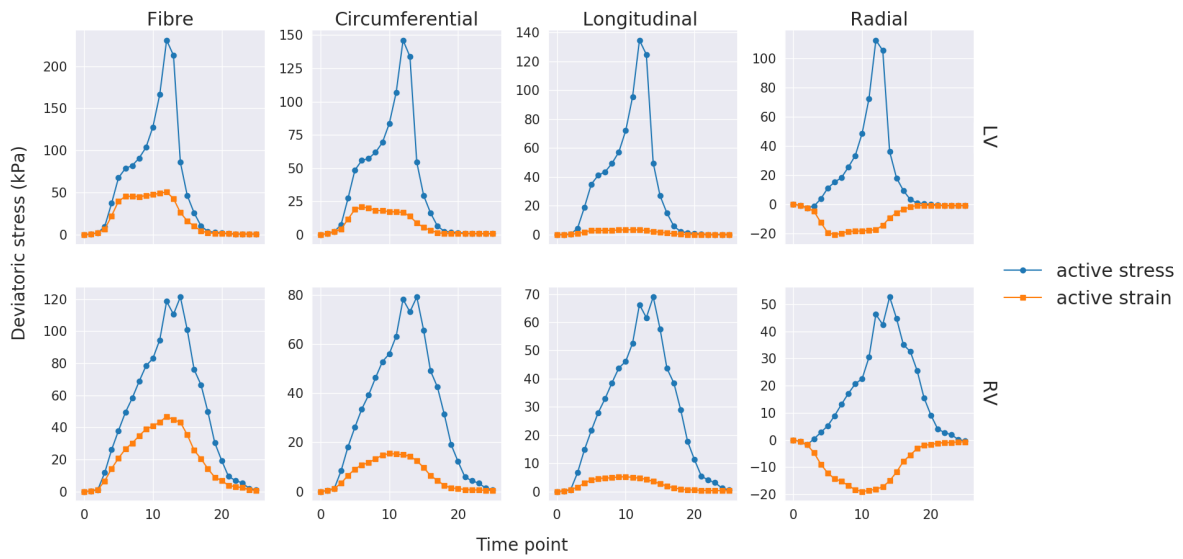 Fibre Circumferential Longitudinal Radial
200 150 140 100
150 125 120 80
100 100 100 60
50 75 80 40
0 50 60 20
25 40 0
0 20 −20
0
LV
Deviatoric stress (kPa)
active stress
active strain
120 80 70 50
100 60 60 40
80 40 50 30
60 20 40 20
40 0 30 10
20 20 0
0 10 −10
0 −20
RV
0 10 20 0 10 20 0 10 20 0 10 20
Time point